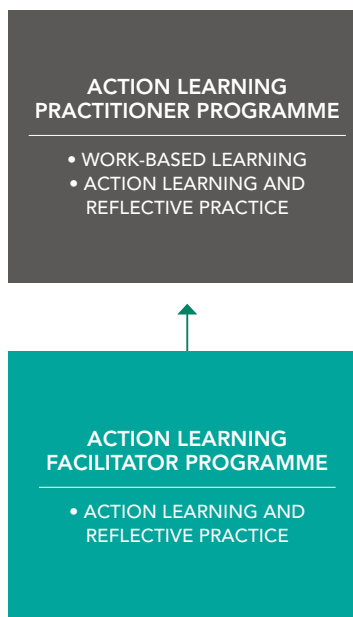 ACTION LEARNING
PRACTITIONER PROGRAMME
• WORK-BASED LEARNING
• ACTION LEARNING AND
REFLECTIVE PRACTICE
ACTION LEARNING
FACILITATOR PROGRAMME
• ACTION LEARNING AND
REFLECTIVE PRACTICE